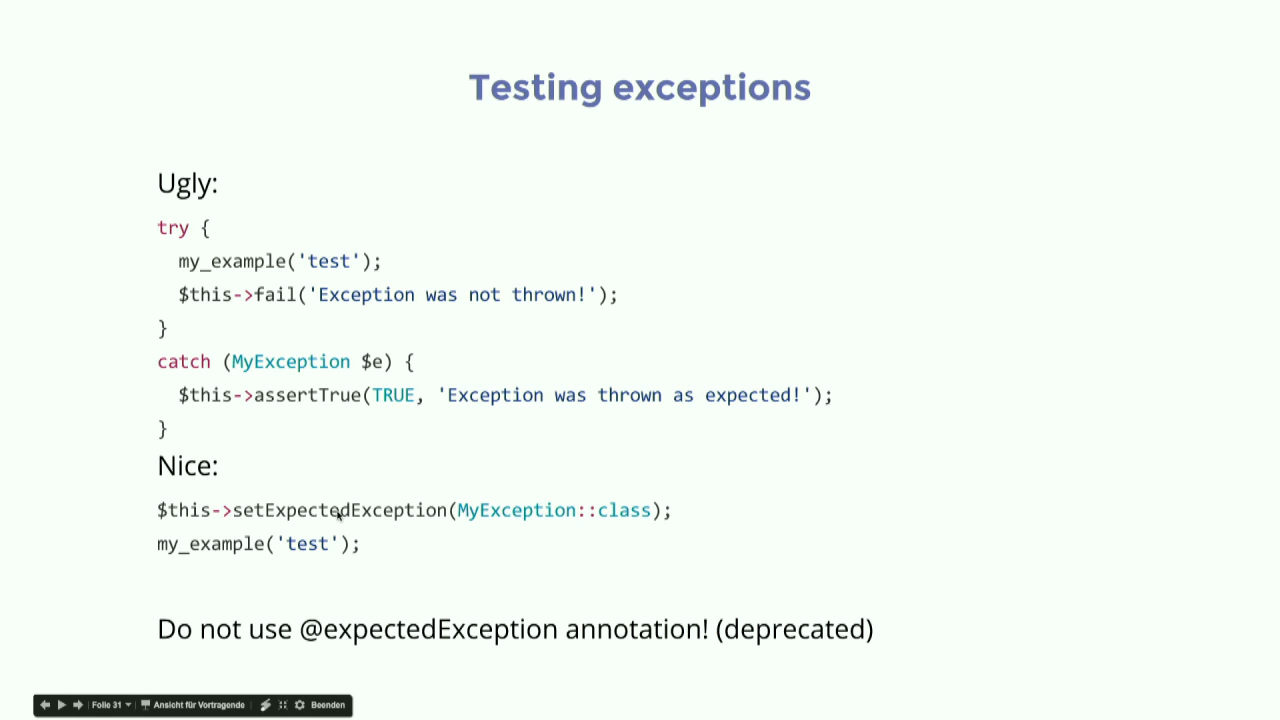 Testing exceptions
Ugly:
try {
  my_example('test');
  $this->fail('Exception was not thrown!');
}
catch (MyException $e) {
  $this->assertTrue(TRUE, 'Exception was thrown as expected!');
}
Nice:
$this->setExpectedException(MyException::class);
my_example('test');
Do not use @expectedException annotation! (deprecated)
Folie 31 Ansicht für Vortragende Beenden